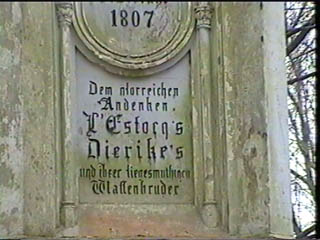 1807
Dem glorreichen
Andenken
L'Estocq's
Dierike's
und ihrer siegesmuthigen
Waffenbruder